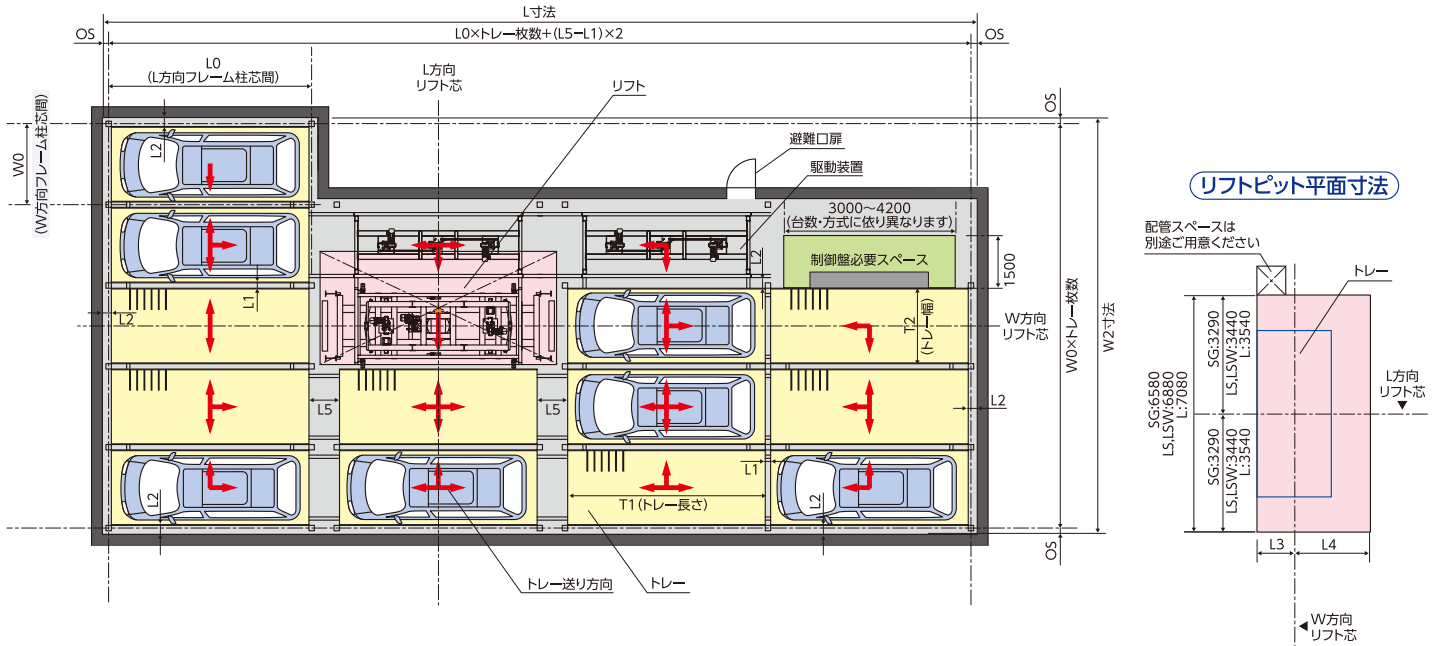 L寸法
OS
L0×トレー枚数+(L5−L1)×2
OS
L0
(L方向フレーム柱芯間)
L方向
リフト芯
リフト
OS
避難口扉
駆動装置
W0
(W方向フレーム柱芯間)
L2
3000〜4200
(台数・方式に依り異なります)
制御盤必要スペース
1500
L2
L1
L2
T2
(トレー幅)
W方向
リフト芯
W0×トレー枚数
W2寸法
L5
L5
L2
L1
L2
T1(トレー長さ)
L2
OS
トレー送り方向
トレー
リフトピット平面寸法
配管スペースは
別途ご用意ください
トレー
SG:3290
LS,LSW:3440
L:3540
SG:6580
LS,LSW:6880
L:7080
L方向
リフト芯
SG:3290
LS,LSW:3440
L:3540
L3
L4
W方向
リフト芯